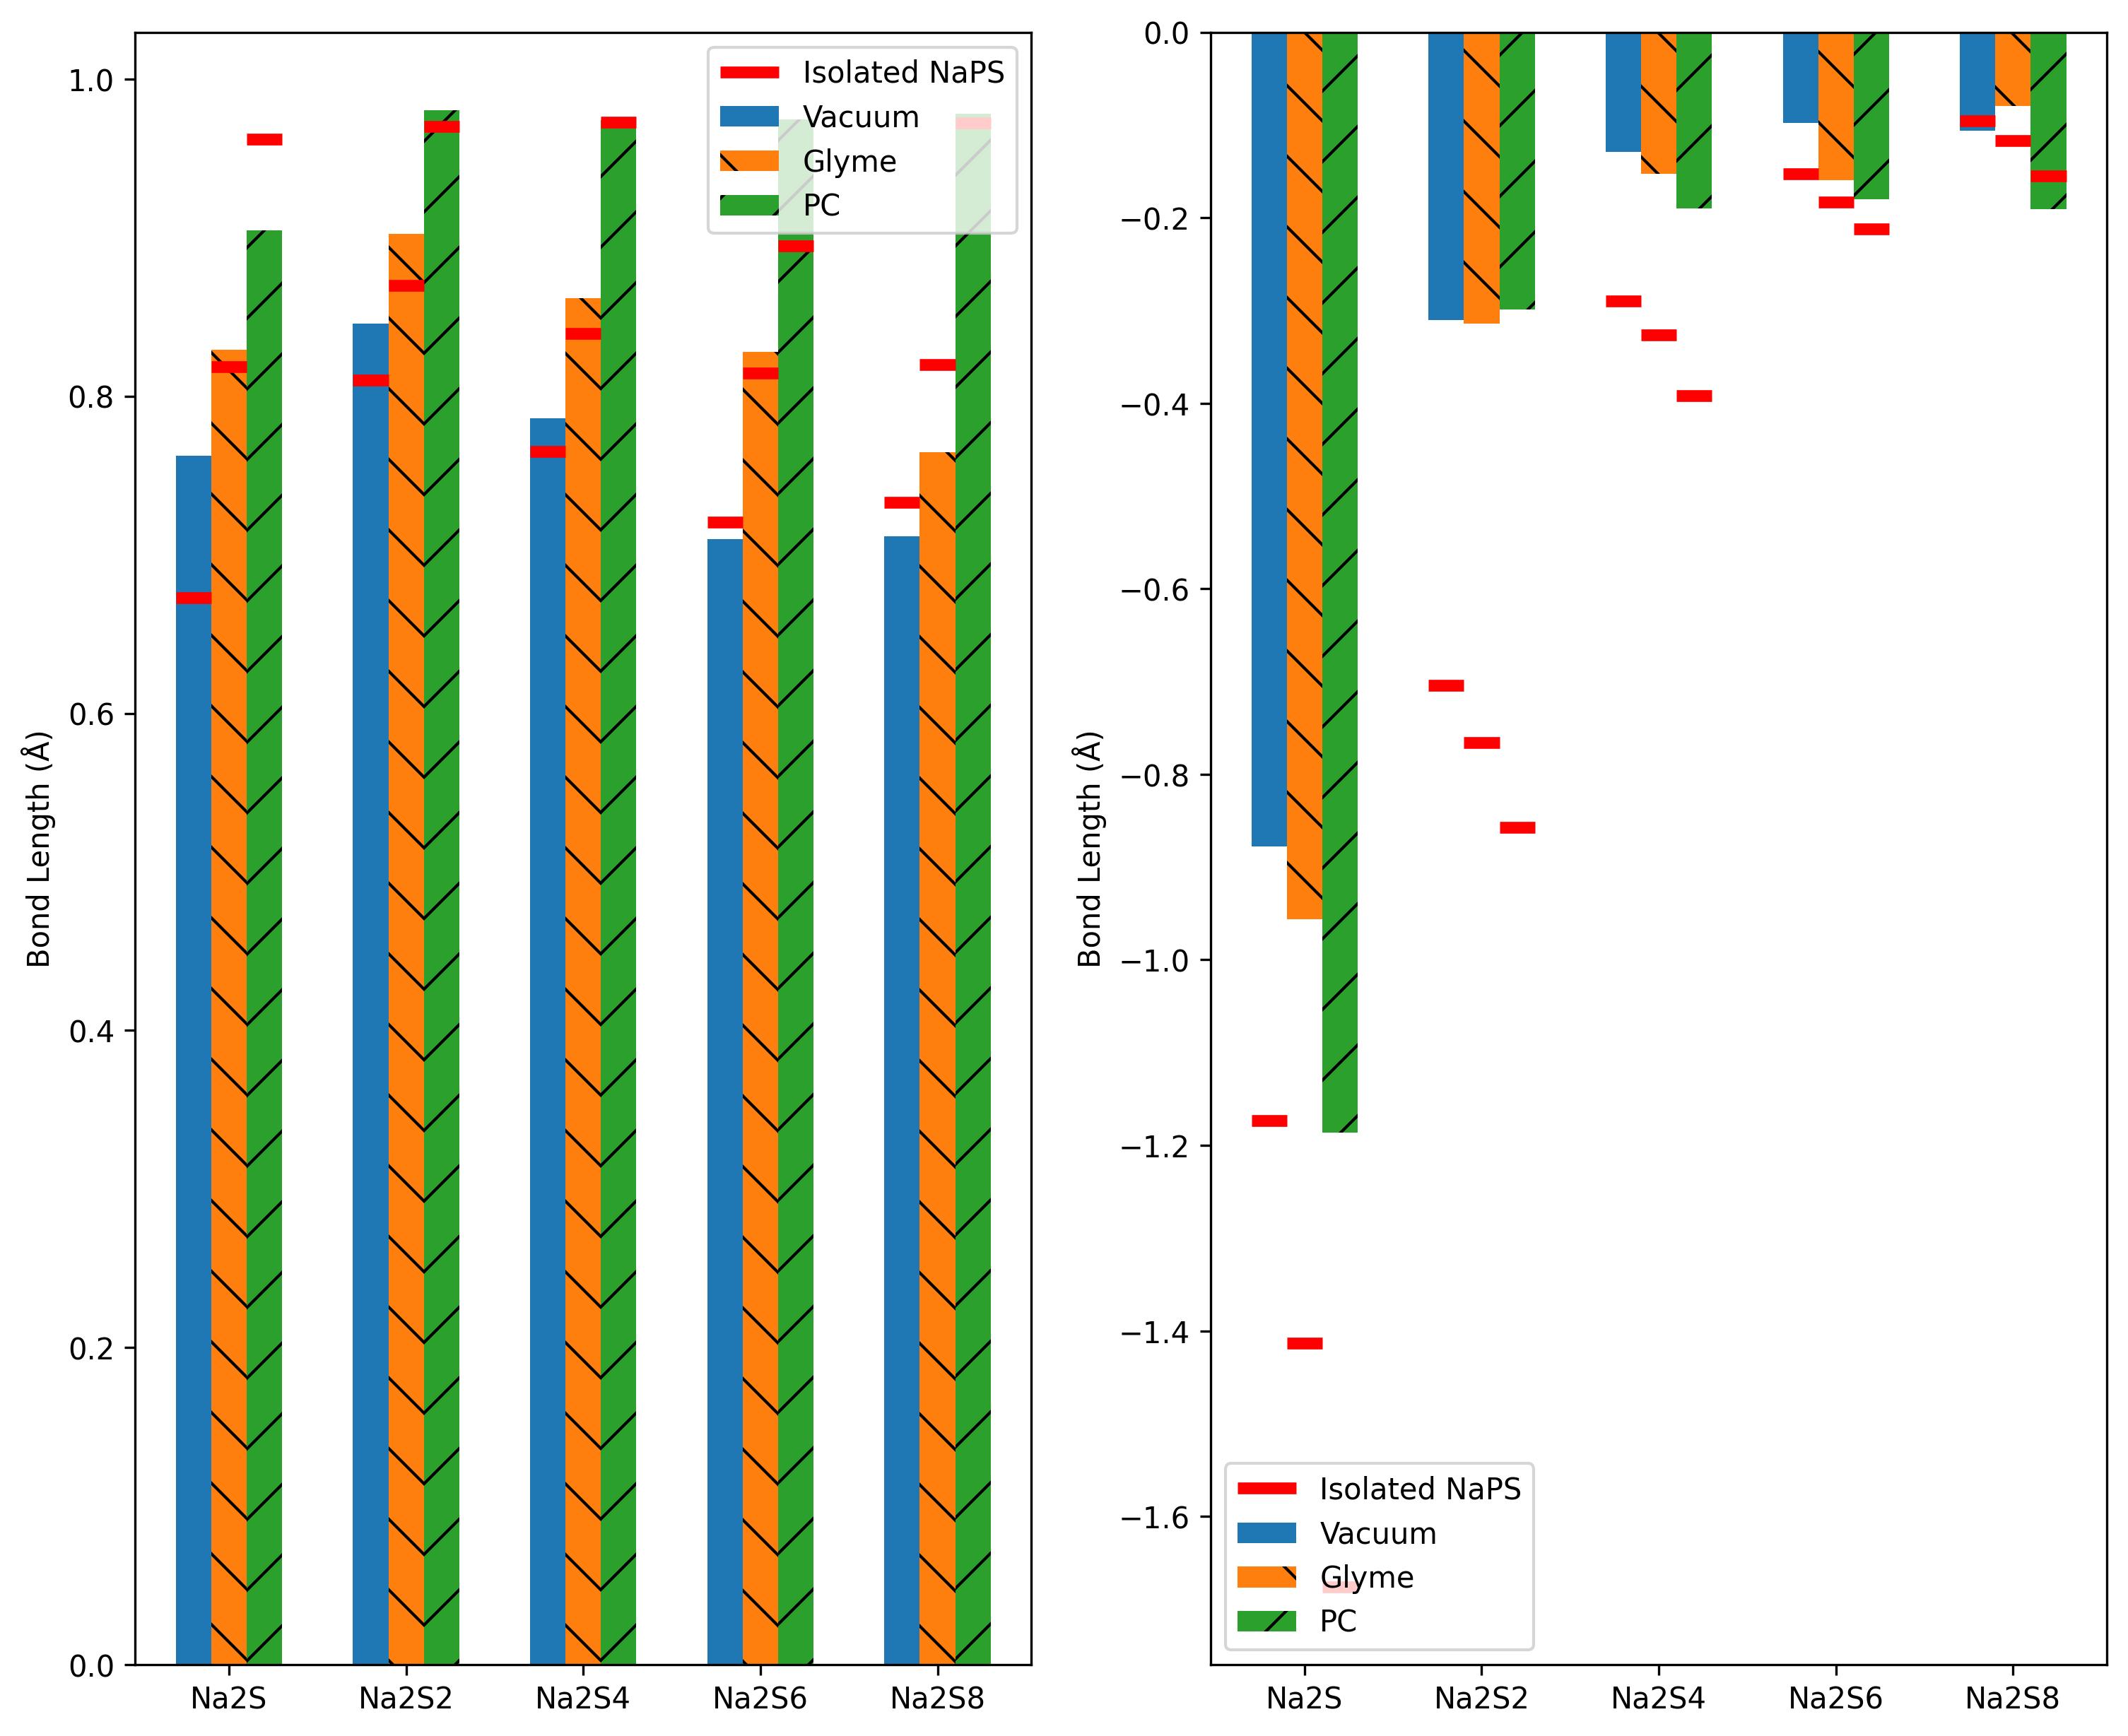 Bond Length (Å)
1.0
0.8
0.6
0.4
0.2
0.0
Isolated NaPS
Vacuum
Glyme
PC
Na2S
Na2S2
Na2S4
Na2S6
Na2S8
Bond Length (Å)
0.0
−0.2
−0.4
−0.6
−0.8
−1.0
−1.2
−1.4
−1.6
Isolated NaPS
Vacuum
Glyme
PC
Na2S
Na2S2
Na2S4
Na2S6
Na2S8